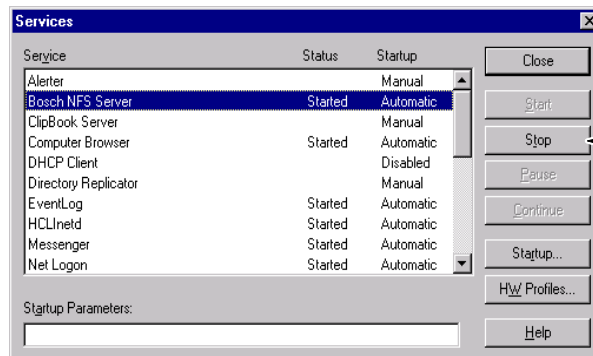 Services
Service Status Startup
Alerter Manual
Bosch NFS Server Started Automatic
ClipBook Server Manual
Computer Browser Started Automatic
DHCP Client Disabled
Directory Replicator Manual
EventLog Started Automatic
HCLInetd Started Automatic
Messenger Started Automatic
Net Logon Started Automatic
Startup Parameters:
Close
Start
Stop
Pause
Continue
Startup...
HW Profiles...
Help